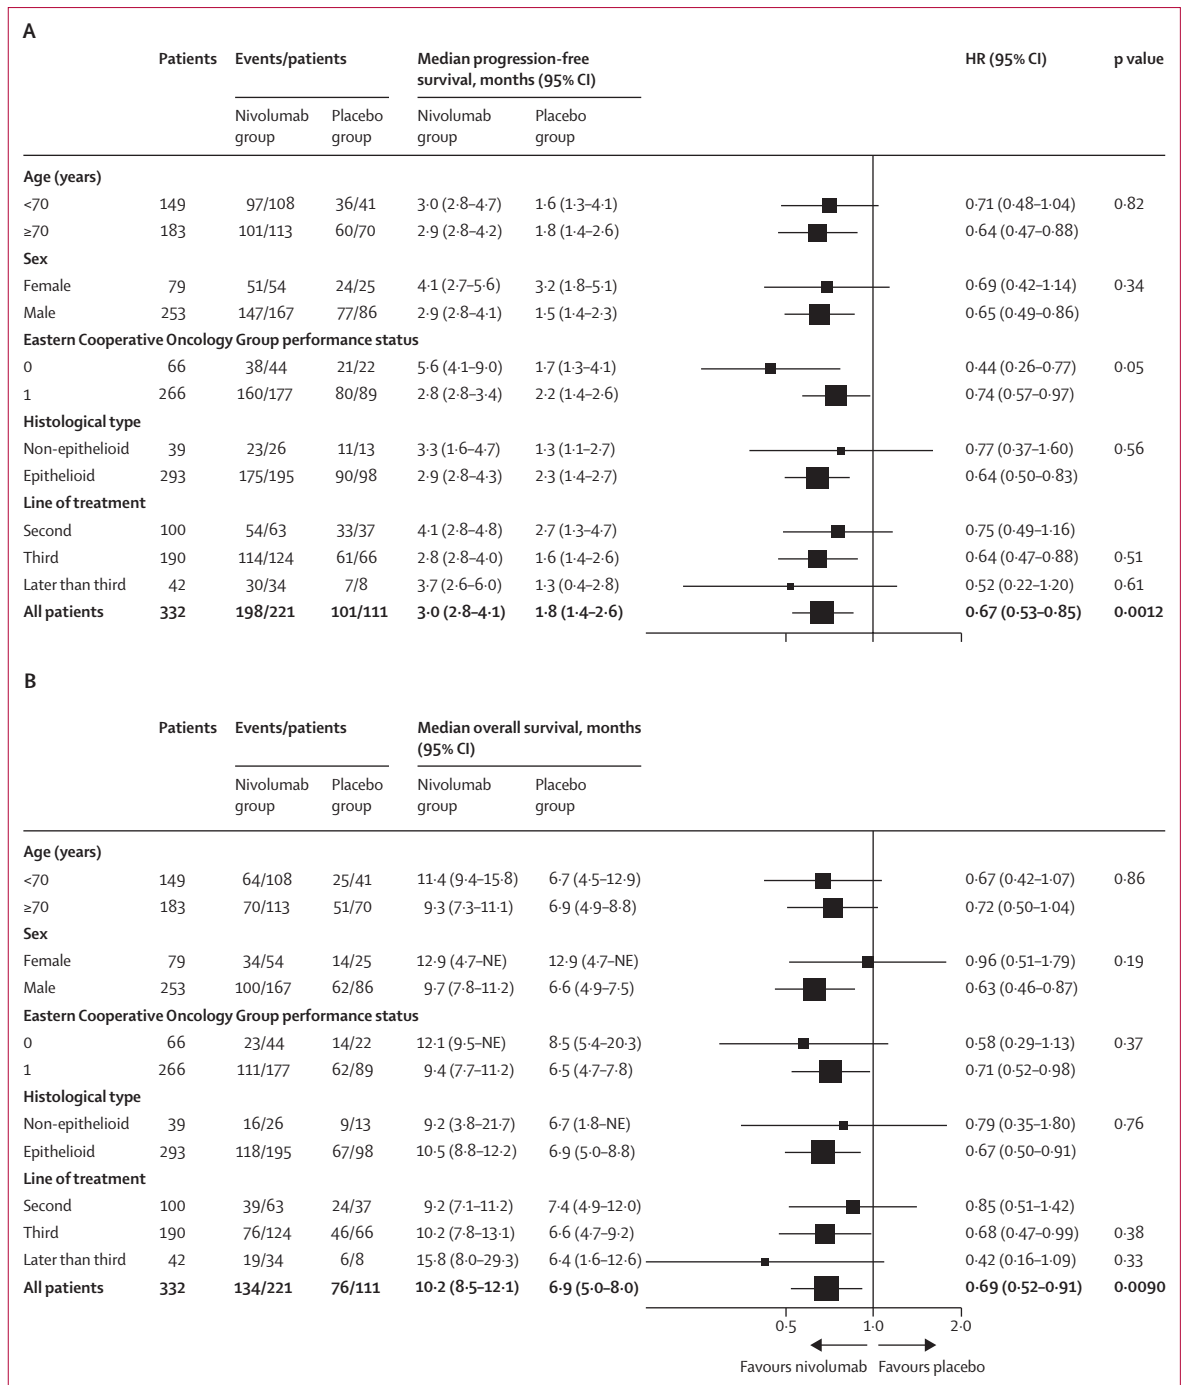 A
Patients Events/patients Median progression-free survival, months (95% CI) HR (95% CI) p value
Nivolumab group Placebo group Nivolumab group Placebo group
Age (years)
<70 149 97/108 36/41 3·0 (2·8–4·7) 1·6 (1·3–4·1) 0·71 (0·48–1·04) 0·82
≥70 183 101/113 60/70 2·9 (2·8–4·2) 1·8 (1·4–2·6) 0·64 (0·47–0·88)
Sex
Female 79 51/54 24/25 4·1 (2·7–5·6) 3·2 (1·8–5·1) 0·69 (0·42–1·14) 0·34
Male 253 147/167 77/86 2·9 (2·8–4·1) 1·5 (1·4–2·3) 0·65 (0·49–0·86)
Eastern Cooperative Oncology Group performance status
0 66 38/44 21/22 5·6 (4·1–9·0) 1·7 (1·3–4·1) 0·44 (0·26–0·77) 0·05
1 266 160/177 80/89 2·8 (2·8–3·4) 2·2 (1·4–2·6) 0·74 (0·57–0·97)
Histological type
Non-epithelioid 39 23/26 11/13 3·3 (1·6–4·7) 1·3 (1·1–2·7) 0·77 (0·37–1·60) 0·56
Epithelioid 293 175/195 90/98 2·9 (2·8–4·3) 2·3 (1·4–2·7) 0·64 (0·50–0·83)
Line of treatment
Second 100 54/63 33/37 4·1 (2·8–4·8) 2·7 (1·3–4·7) 0·75 (0·49–1·16)
Third 190 114/124 61/66 2·8 (2·8–4·0) 1·6 (1·4–2·6) 0·64 (0·47–0·88) 0·51
Later than third 42 30/34 7/8 3·7 (2·6–6·0) 1·3 (0·4–2·8) 0·52 (0·22–1·20) 0·61
All patients 332 198/221 101/111 3·0 (2·8–4·1) 1·8 (1·4–2·6) 0·67 (0·53–0·85) 0·0012
B
Patients Events/patients Median overall survival, months (95% CI)
Nivolumab group Placebo group Nivolumab group Placebo group
Age (years)
<70 149 64/108 25/41 11·4 (9·4–15·8) 6·7 (4·5–12·9) 0·67 (0·42–1·07) 0·86
≥70 183 70/113 51/70 9·3 (7·3–11·1) 6·9 (4·9–8·8) 0·72 (0·50–1·04)
Sex
Female 79 34/54 14/25 12·9 (4·7–NE) 12·9 (4·7–NE) 0·96 (0·51–1·79) 0·19
Male 253 100/167 62/86 9·7 (7·8–11·2) 6·6 (4·9–7·5) 0·63 (0·46–0·87)
Eastern Cooperative Oncology Group performance status
0 66 23/44 14/22 12·1 (9·5–NE) 8·5 (5·4–20·3) 0·58 (0·29–1·13) 0·37
1 266 111/177 62/89 9·4 (7·7–11·2) 6·5 (4·7–7·8) 0·71 (0·52–0·98)
Histological type
Non-epithelioid 39 16/26 9/13 9·2 (3·8–21·7) 6·7 (1·8–NE) 0·79 (0·35–1·80) 0·76
Epithelioid 293 118/195 67/98 10·5 (8·8–12·2) 6·9 (5·0–8·8) 0·67 (0·50–0·91)
Line of treatment
Second 100 39/63 24/37 9·2 (7·1–11·2) 7·4 (4·9–12·0) 0·85 (0·51–1·42)
Third 190 76/124 46/66 10·2 (7·8–13·1) 6·6 (4·7–9·2) 0·68 (0·47–0·99) 0·38
Later than third 42 19/34 6/8 15·8 (8·0–29·3) 6·4 (1·6–12·6) 0·42 (0·16–1·09) 0·33
All patients 332 134/221 76/111 10·2 (8·5–12·1) 6·9 (5·0–8·0) 0·69 (0·52–0·91) 0·0090
0·5 1·0 2·0
Favours nivolumab Favours placebo